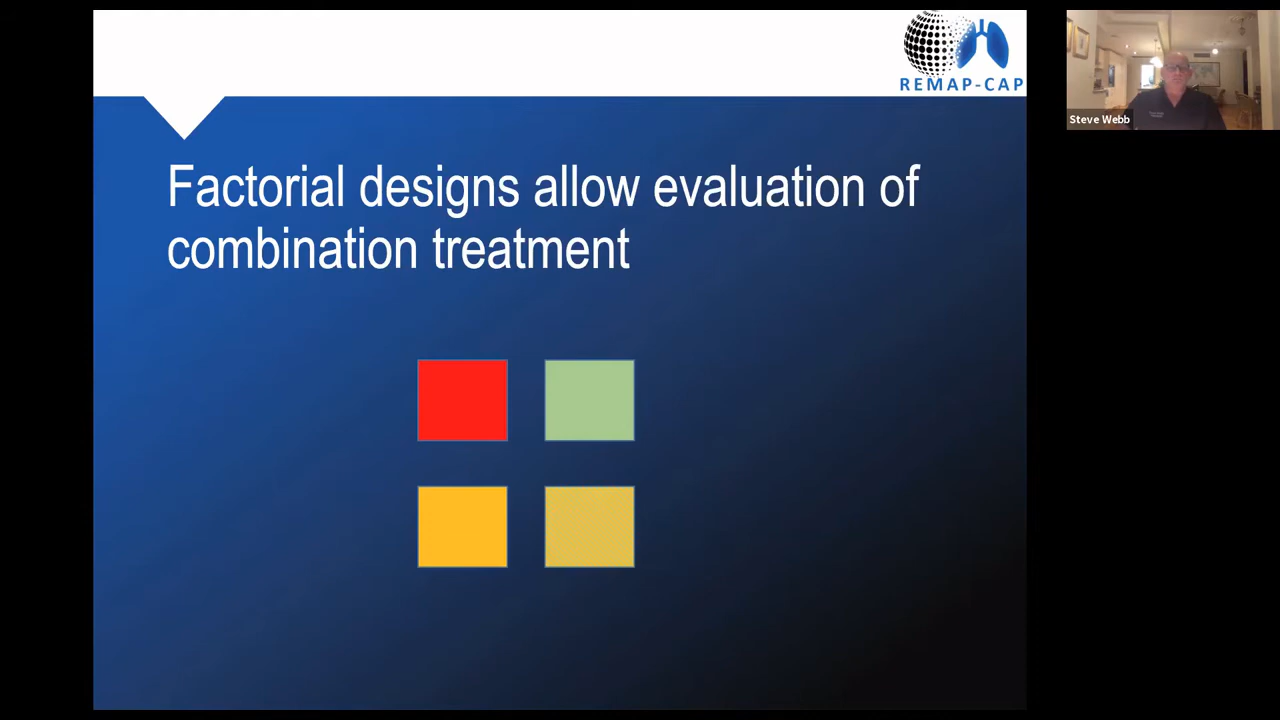 REMAP-CAP
Factorial designs allow evaluation of
combination treatment
Steve Webb